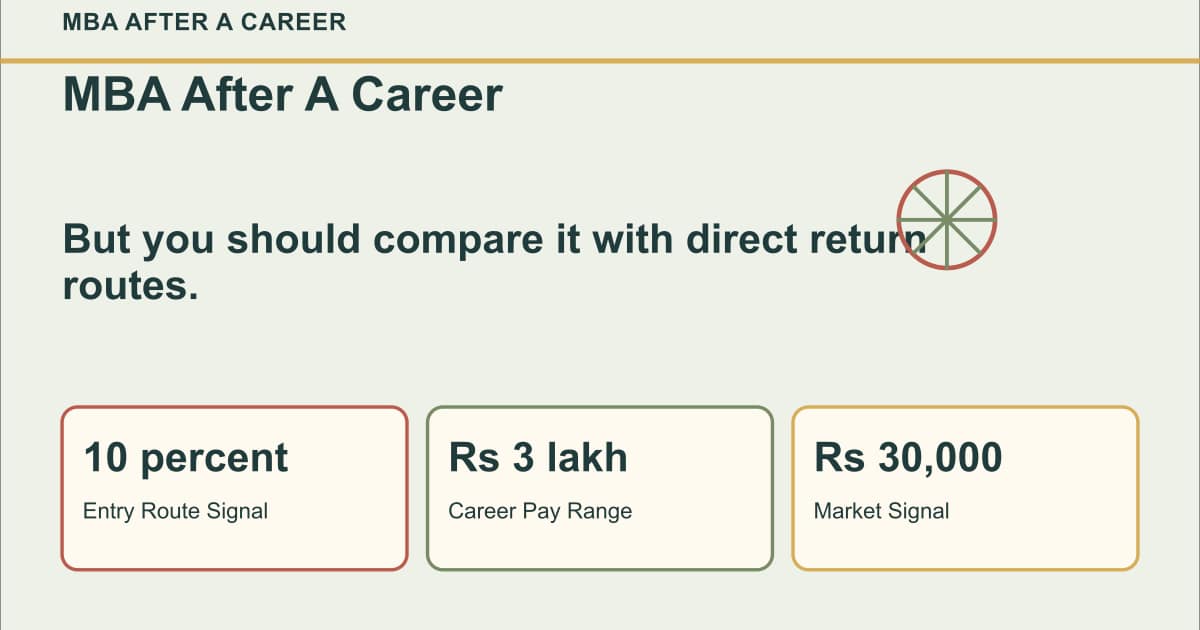 MBA AFTER A CAREER
MBA After A Career
But you should compare it with direct return
routes.
10 percent
Entry Route Signal
Rs 3 lakh
Career Pay Range
Rs 30,000
Market Signal